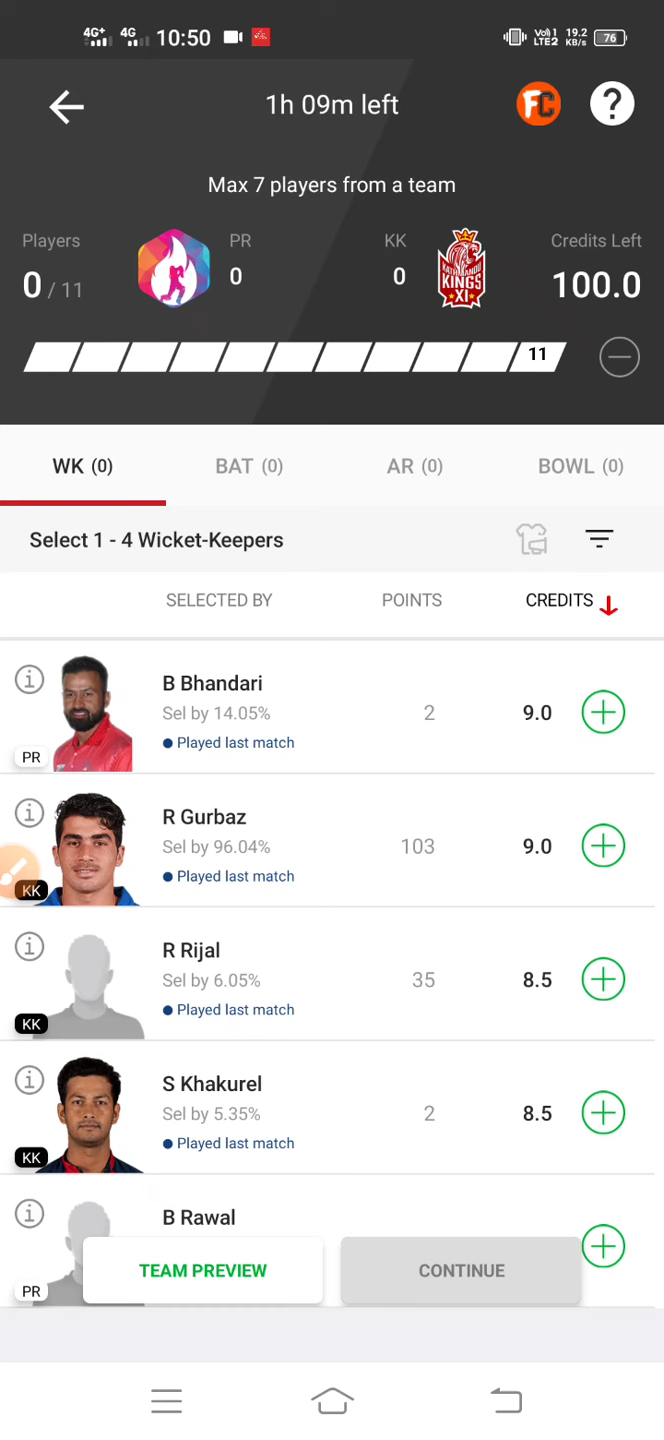 4G+ 4G 10:50 Vol) 1 LTE2 19.2 KB/s 76
1h 09m left FC ?
Max 7 players from a team
Players PR KK Credits Left
0 / 11 0 0 100.0
KATHMANDU
KINGS
XI
11
WK (0) BAT (0) AR (0) BOWL (0)
Select 1 - 4 Wicket-Keepers
SELECTED BY POINTS CREDITS
B Bhandari
Sel by 14.05% 2 9.0
Played last match
PR
R Gurbaz
Sel by 96.04% 103 9.0
Played last match
KK
R Rijal
Sel by 6.05% 35 8.5
Played last match
KK
S Khakurel
Sel by 5.35% 2 8.5
Played last match
KK
B Rawal
TEAM PREVIEW CONTINUE
PR